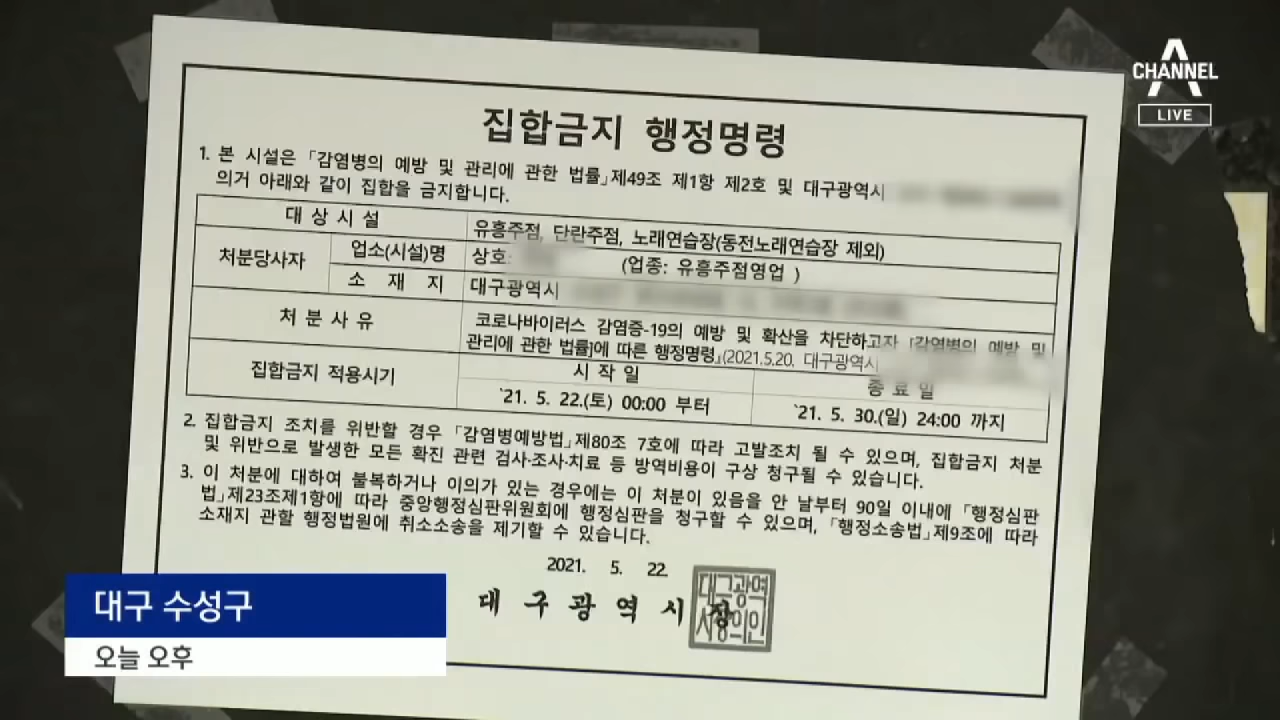 CHANNEL
LIVE
집합금지 행정명령
1. 본 시설은 「감염병의 예방 및 관리에 관한 법률」제49조 제1항 제2호 및 대구광역시
의거 아래와 같이 집합을 금지합니다.
대 상 시 설 유흥주점, 단란주점, 노래연습장(동전노래연습장 제외)
처분당사자 업소(시설)명 상호: (업종: 유흥주점영업 )
소 재 지 대구광역시
처 분 사 유 코로나바이러스 감염증-19의 예방 및 확산을 차단하고자 「감염병의 예방 및
관리에 관한 법률」에 따른 행정명령」(2021.5.20. 대구광역시
집합금지 적용시기 시 작 일 종 료 일
`21. 5. 22.(토) 00:00 부터 `21. 5. 30.(일) 24:00 까지
2. 집합금지 조치를 위반할 경우 「감염병예방법」제80조 7호에 따라 고발조치 될 수 있으며, 집합금지 처분
및 위반으로 발생한 모든 확진 관련 검사·조사·치료 등 방역비용이 구상 청구될 수 있습니다.
3. 이 처분에 대하여 불복하거나 이의가 있는 경우에는 이 처분이 있음을 안 날부터 90일 이내에 「행정심판
법」제23조제1항에 따라 중앙행정심판위원회에 행정심판을 청구할 수 있으며, 「행정소송법」제9조에 따라
소재지 관할 행정법원에 취소소송을 제기할 수 있습니다.
2021. 5. 22.
대 구 광 역 시 장
대구광역
시장의인
대구 수성구
오늘 오후